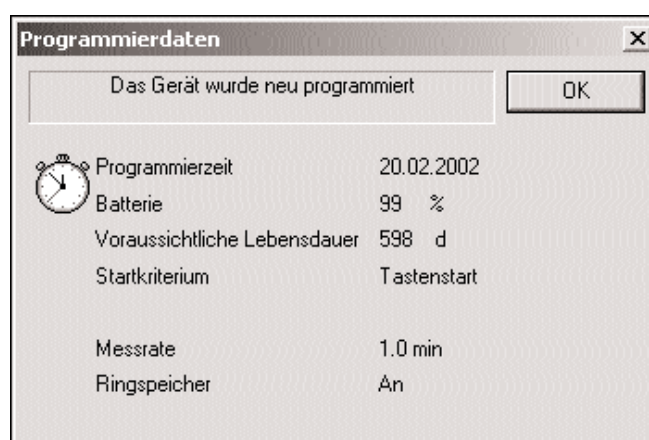 Programmierdaten
Das Gerät wurde neu programmiert
OK
Programmierzeit 20.02.2002
Batterie 99 %
Voraussichtliche Lebensdauer 598 d
Startkriterium Tastenstart
Messrate 1.0 min
Ringspeicher An